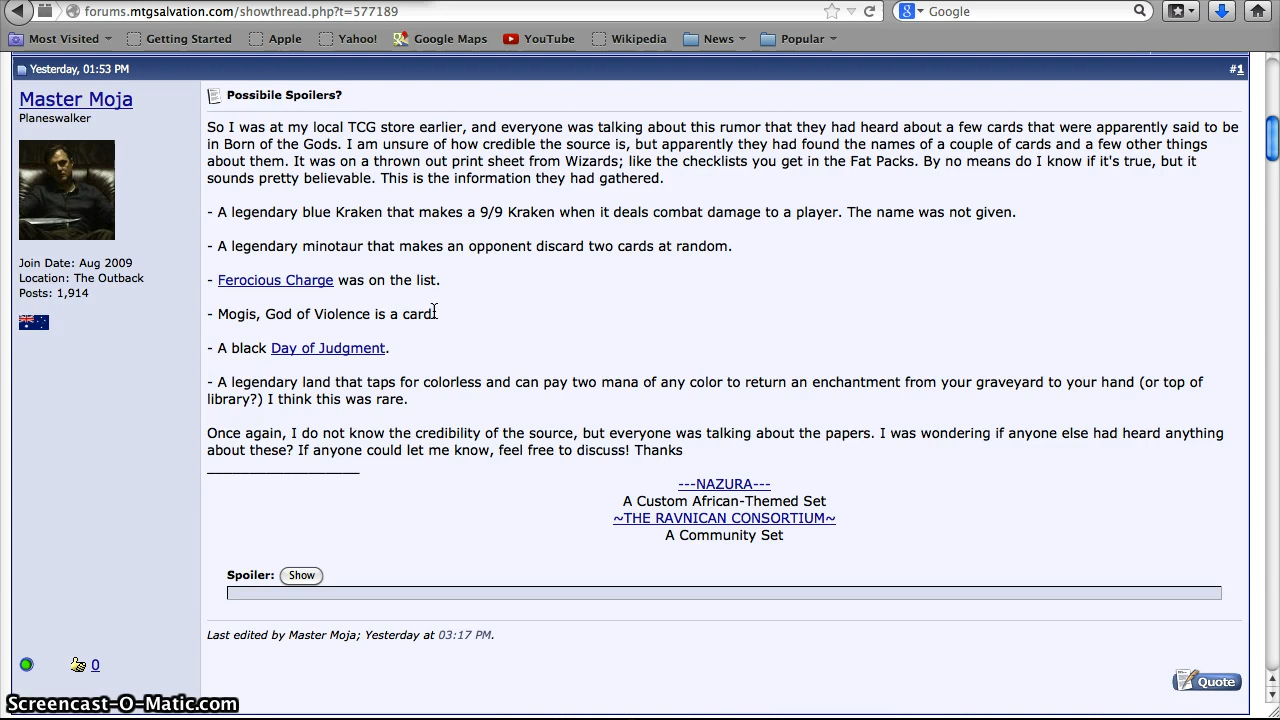 forums.mtgsalvation.com/showthread.php?t=577189
Google
Most Visited
Getting Started
Apple
Yahoo!
Google Maps
YouTube
Wikipedia
News
Popular
Yesterday, 01:53 PM
#1
Master Moja
Planeswalker
Join Date: Aug 2009
Location: The Outback
Posts: 1,914
0
Possibile Spoilers?
So I was at my local TCG store earlier, and everyone was talking about this rumor that they had heard about a few cards that were apparently said to be
in Born of the Gods. I am unsure of how credible the source is, but apparently they had found the names of a couple of cards and a few other things
about them. It was on a thrown out print sheet from Wizards; like the checklists you get in the Fat Packs. By no means do I know if it's true, but it
sounds pretty believable. This is the information they had gathered.
- A legendary blue Kraken that makes a 9/9 Kraken when it deals combat damage to a player. The name was not given.
- A legendary minotaur that makes an opponent discard two cards at random.
- Ferocious Charge was on the list.
- Mogis, God of Violence is a card.
- A black Day of Judgment.
- A legendary land that taps for colorless and can pay two mana of any color to return an enchantment from your graveyard to your hand (or top of
library?) I think this was rare.
Once again, I do not know the credibility of the source, but everyone was talking about the papers. I was wondering if anyone else had heard anything
about these? If anyone could let me know, feel free to discuss! Thanks
---NAZURA---
A Custom African-Themed Set
~THE RAVNICAN CONSORTIUM~
A Community Set
Spoiler: Show
Last edited by Master Moja; Yesterday at 03:17 PM.
Quote
Screencast-O-Matic.com